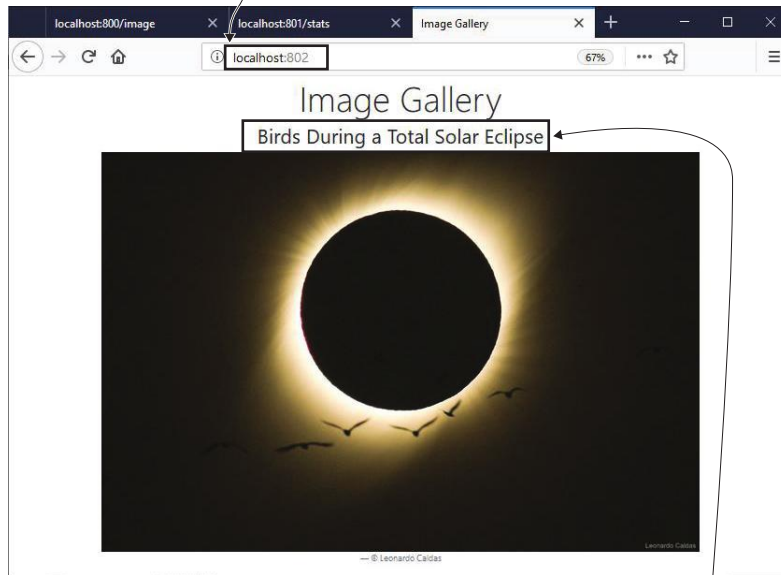 localhost:800/image localhost:801/stats Image Gallery
localhost:802 67%
Image Gallery
Birds During a Total Solar Eclipse
Leonardo Caldas
— © Leonardo Caldas